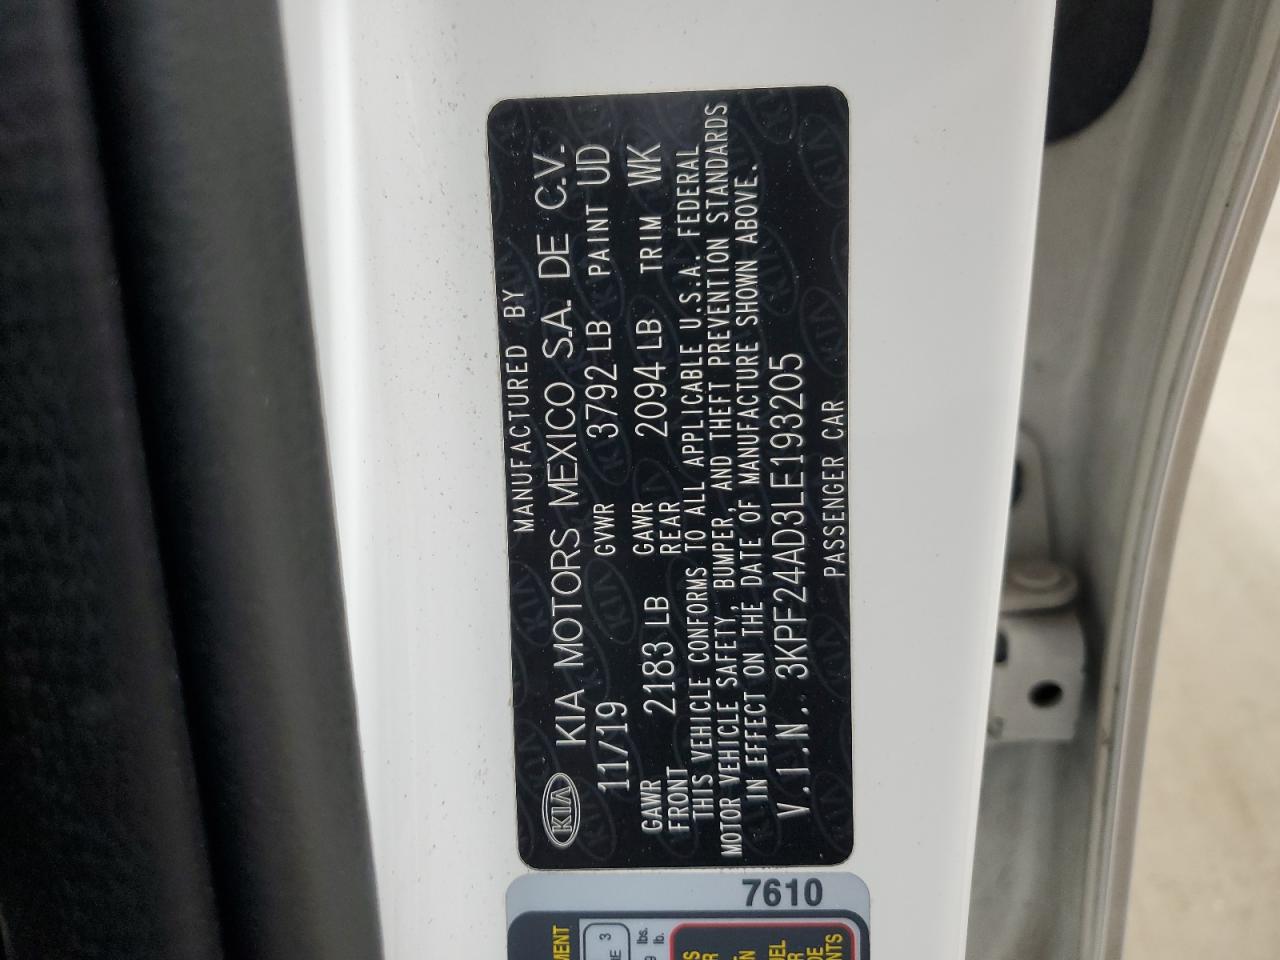 MANUFACTURED BY
KIA KIA MOTORS MEXICO S.A. DE C.V.
11/19 GVWR 3792 LB PAINT UD
GAWR FRONT 2183 LB GAWR REAR 2094 LB TRIM WK
THIS VEHICLE CONFORMS TO ALL APPLICABLE U.S.A. FEDERAL
MOTOR VEHICLE SAFETY, BUMPER, AND THEFT PREVENTION STANDARDS
IN EFFECT ON THE DATE OF MANUFACTURE SHOWN ABOVE.
V.I.N. 3KPF24AD3LE193205
PASSENGER CAR
7610